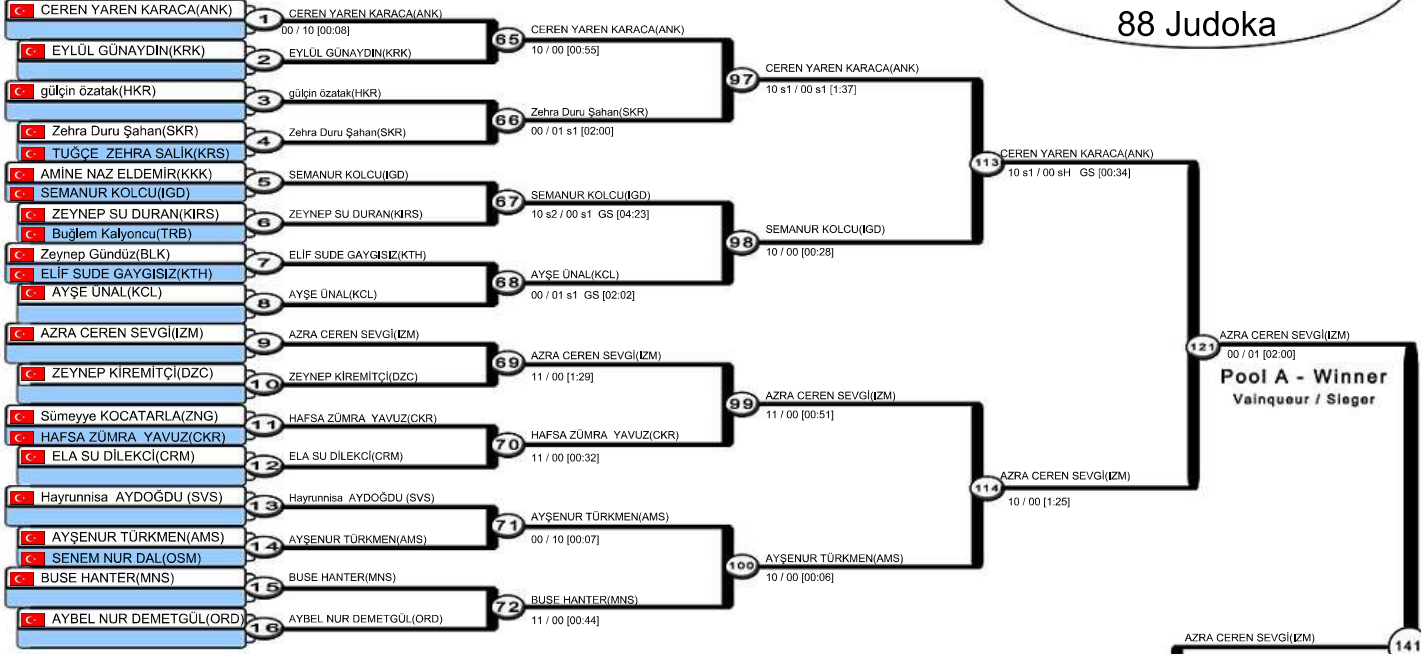 88 Judoka
CEREN YAREN KARACA(ANK)
EYLÜL GÜNAYDIN(KRK)
gülçin özatak(HKR)
Zehra Duru Şahan(SKR)
TUĞÇE ZEHRA SALİK(KRS)
AMİNE NAZ ELDEMİR(KKK)
SEMANUR KOLCU(IGD)
ZEYNEP SU DURAN(KIRS)
Buğlem Kalyoncu(TRB)
Zeynep Gündüz(BLK)
ELİF SUDE GAYGISIZ(KTH)
AYŞE ÜNAL(KCL)
AZRA CEREN SEVGİ(IZM)
ZEYNEP KİREMİTÇİ(DZC)
Sümeyye KOCATARLA(ZNG)
HAFSA ZÜMRA YAVUZ(CKR)
ELA SU DİLEKCİ(CRM)
Hayrunnisa AYDOĞDU (SVS)
AYŞENUR TÜRKMEN(AMS)
SENEM NUR DAL(OSM)
BUSE HANTER(MNS)
AYBEL NUR DEMETGÜL(ORD)
1
2
3
4
5
6
7
8
9
10
11
12
13
14
15
16
CEREN YAREN KARACA(ANK)
00 / 10 [00:08]
EYLÜL GÜNAYDIN(KRK)
gülçin özatak(HKR)
Zehra Duru Şahan(SKR)
SEMANUR KOLCU(IGD)
ZEYNEP SU DURAN(KIRS)
ELİF SUDE GAYGISIZ(KTH)
AYŞE ÜNAL(KCL)
AZRA CEREN SEVGİ(IZM)
ZEYNEP KİREMİTÇİ(DZC)
HAFSA ZÜMRA YAVUZ(CKR)
ELA SU DİLEKCİ(CRM)
Hayrunnisa AYDOĞDU (SVS)
AYŞENUR TÜRKMEN(AMS)
BUSE HANTER(MNS)
AYBEL NUR DEMETGÜL(ORD)
65
66
67
68
69
70
71
72
CEREN YAREN KARACA(ANK)
10 / 00 [00:55]
Zehra Duru Şahan(SKR)
00 / 01 s1 [02:00]
SEMANUR KOLCU(IGD)
10 s2 / 00 s1 GS [04:23]
AYŞE ÜNAL(KCL)
00 / 01 s1 GS [02:02]
AZRA CEREN SEVGİ(IZM)
11 / 00 [1:29]
HAFSA ZÜMRA YAVUZ(CKR)
11 / 00 [00:32]
AYŞENUR TÜRKMEN(AMS)
00 / 10 [00:07]
BUSE HANTER(MNS)
11 / 00 [00:44]
97
98
99
100
CEREN YAREN KARACA(ANK)
10 s1 / 00 s1 [1:37]
SEMANUR KOLCU(IGD)
10 / 00 [00:28]
AZRA CEREN SEVGİ(IZM)
11 / 00 [00:51]
AYŞENUR TÜRKMEN(AMS)
10 / 00 [00:06]
113
114
CEREN YAREN KARACA(ANK)
10 s1 / 00 sH GS [00:34]
AZRA CEREN SEVGİ(IZM)
10 / 00 [1:25]
121
AZRA CEREN SEVGİ(IZM)
00 / 01 [02:00]
Pool A - Winner
Vainqueur / Sieger
AZRA CEREN SEVGİ(IZM)
141